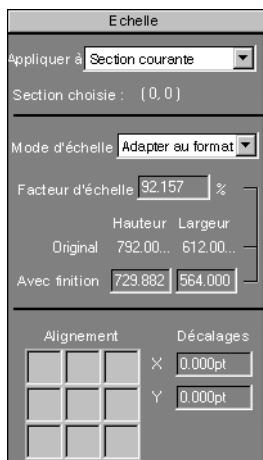 Echelle
Appliquer à Section courante
Section choisie : (0,0)
Mode d'échelle Adapter au format
Facteur d'échelle 92.157 %
Hauteur Largeur
Original 792.00... 612.00...
Avec finition 729.882 564.000
Alignement Décalages
X 0.000pt
Y 0.000pt